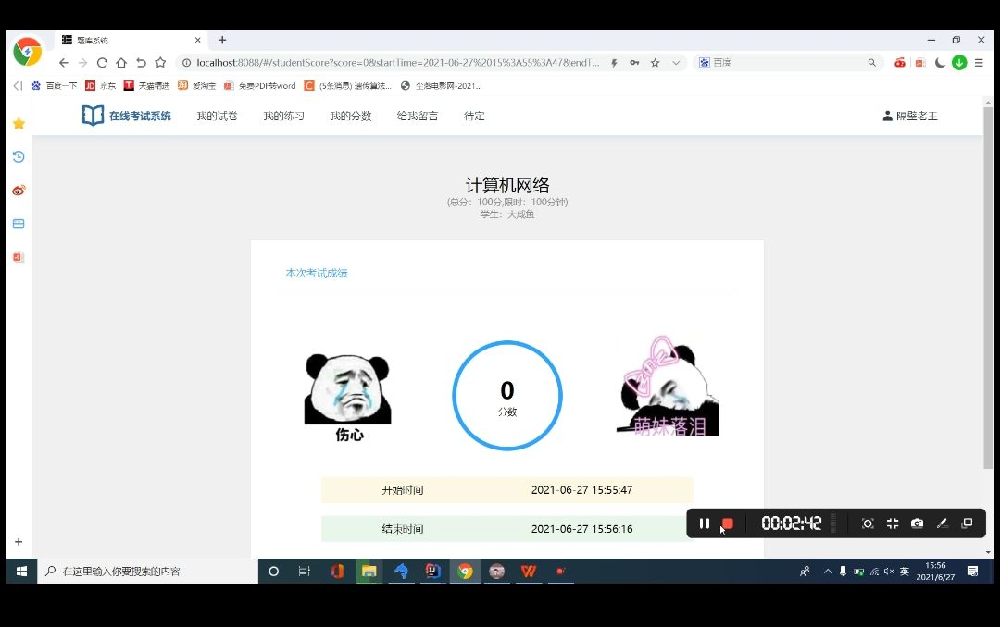 题库系统
localhost:8088/#/studentScore?score=0&startTime=2021-06-27%2015%3A55%3A47&endT...
百度
百度一下
京东
天猫精选
爱淘宝
免费PDF转word
(5条消息) 遗传算法...
尘洛电影网-2021...
在线考试系统
我的试卷
我的练习
我的分数
给我留言
待定
隔壁老王
计算机网络
(总分：100分,限时：100分钟)
学生：大咸鱼
本次考试成绩
伤心
0
分数
萌妹落泪
开始时间 2021-06-27 15:55:47
结束时间 2021-06-27 15:56:16
00:02:42
在这里输入你要搜索的内容
英
15:56
2021/6/27